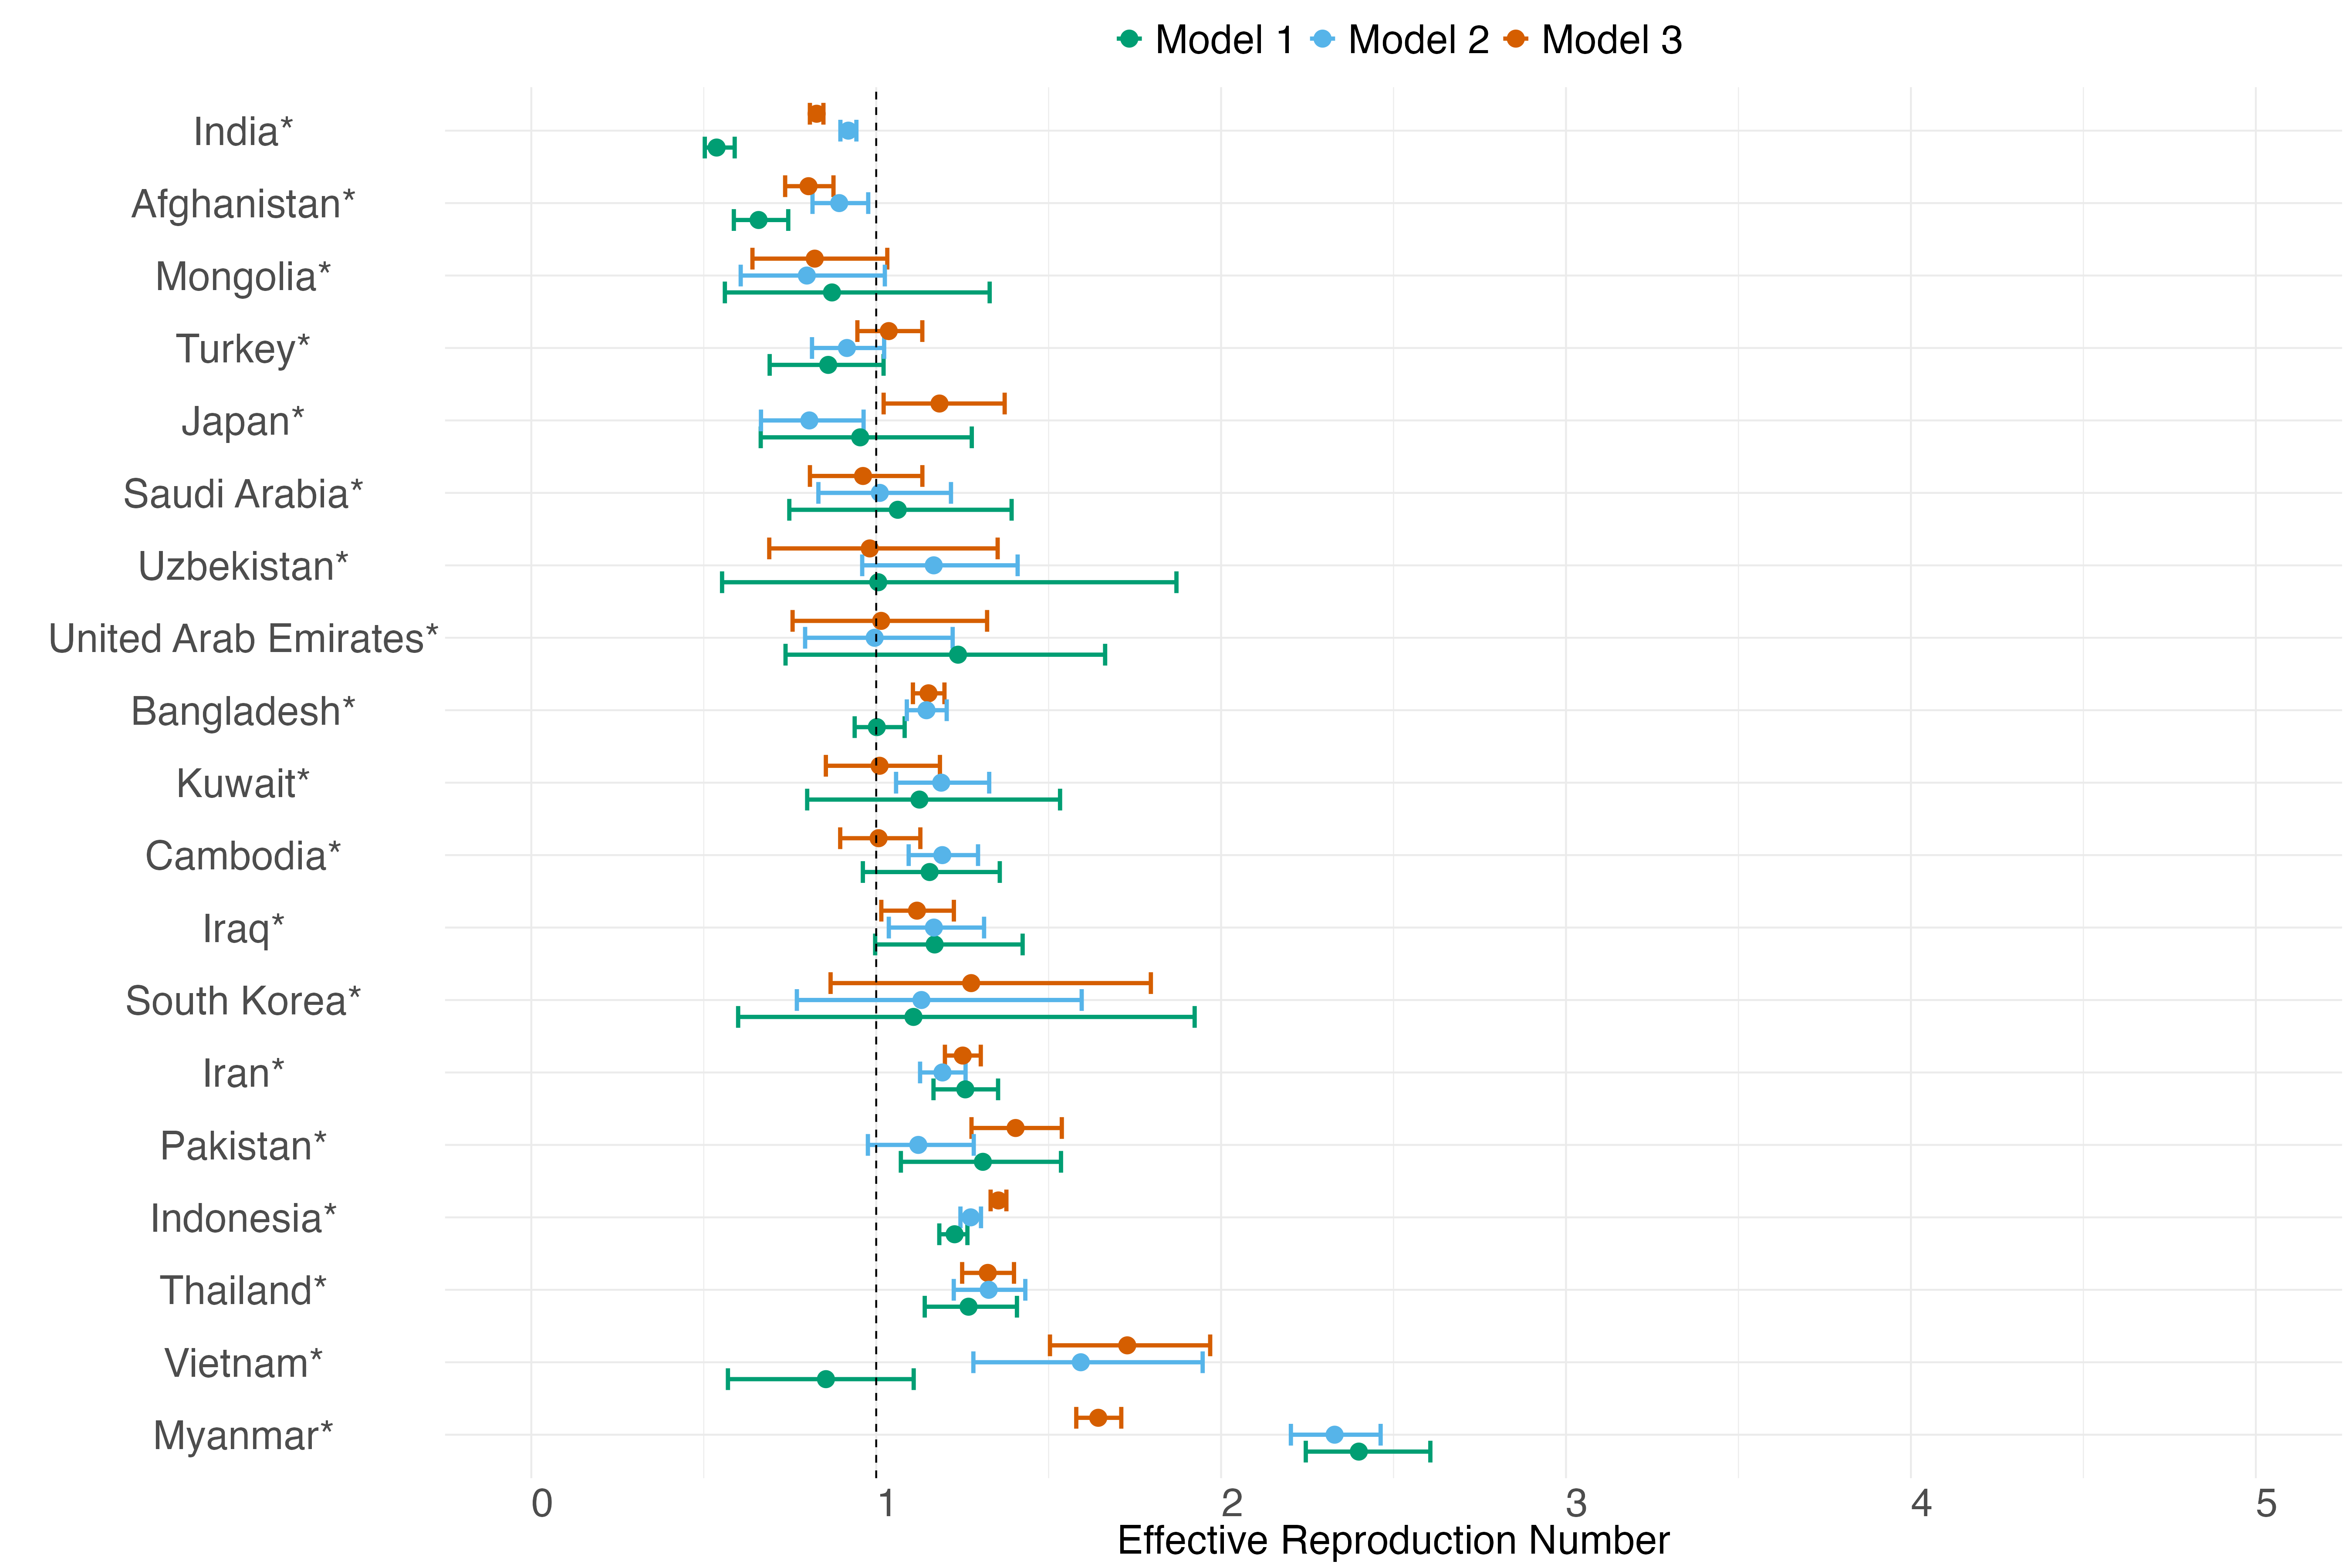 Model 1 Model 2 Model 3
India*
Afghanistan*
Mongolia*
Turkey*
Japan*
Saudi Arabia*
Uzbekistan*
United Arab Emirates*
Bangladesh*
Kuwait*
Cambodia*
Iraq*
South Korea*
Iran*
Pakistan*
Indonesia*
Thailand*
Vietnam*
Myanmar*
0 1 2 3 4 5
Effective Reproduction Number